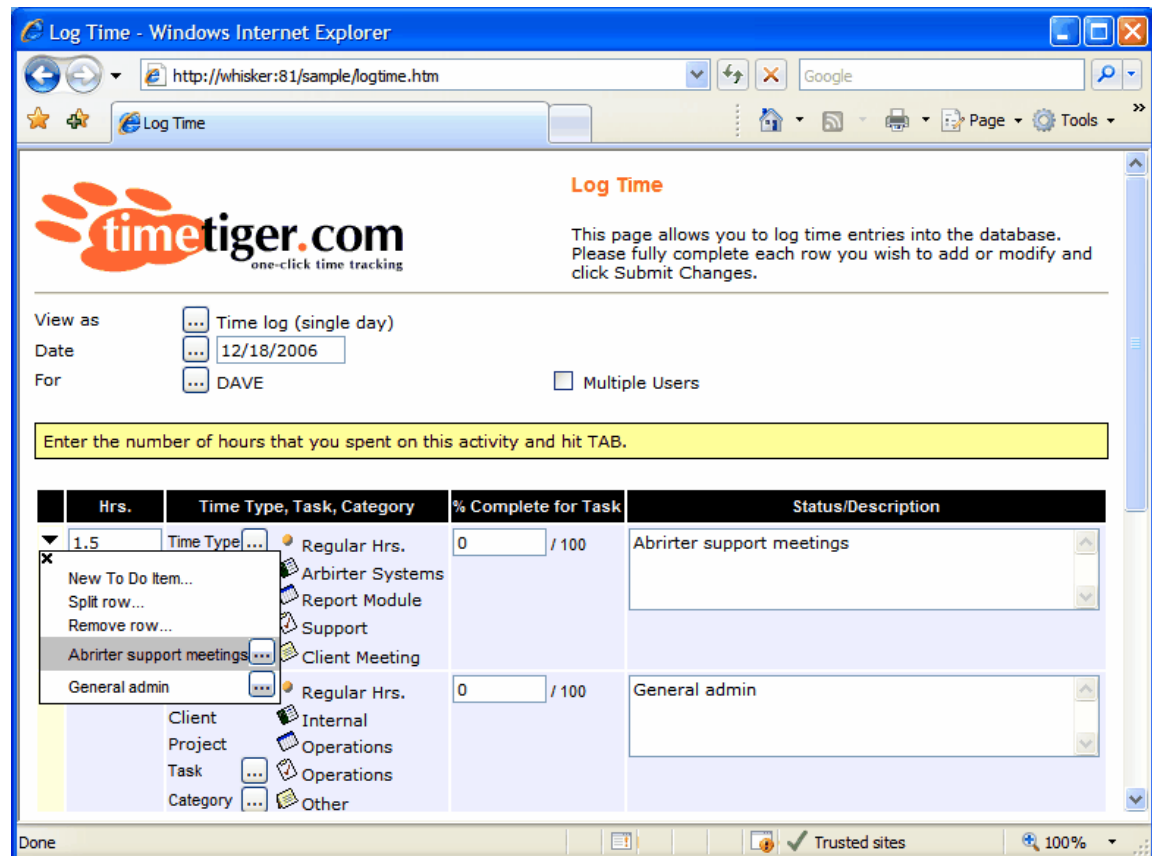 Log Time - Windows Internet Explorer
http://whisker:81/sample/logtime.htm
Google
Log Time
Page
Tools
»
timetiger.com
one-click time tracking
Log Time
This page allows you to log time entries into the database.
Please fully complete each row you wish to add or modify and
click Submit Changes.
View as ... Time log (single day)
Date ... 12/18/2006
For ... DAVE
Multiple Users
Enter the number of hours that you spent on this activity and hit TAB.
Hrs. Time Type, Task, Category % Complete for Task Status/Description
1.5 Time Type ... Regular Hrs. 0 / 100 Abrirter support meetings
Arbirter Systems
Report Module
Support
Client Meeting
New To Do Item...
Split row...
Remove row...
Abrirter support meetings ...
General admin ...
Regular Hrs. 0 / 100 General admin
Client Internal
Project Operations
Task ... Operations
Category ... Other
Done Trusted sites 100%